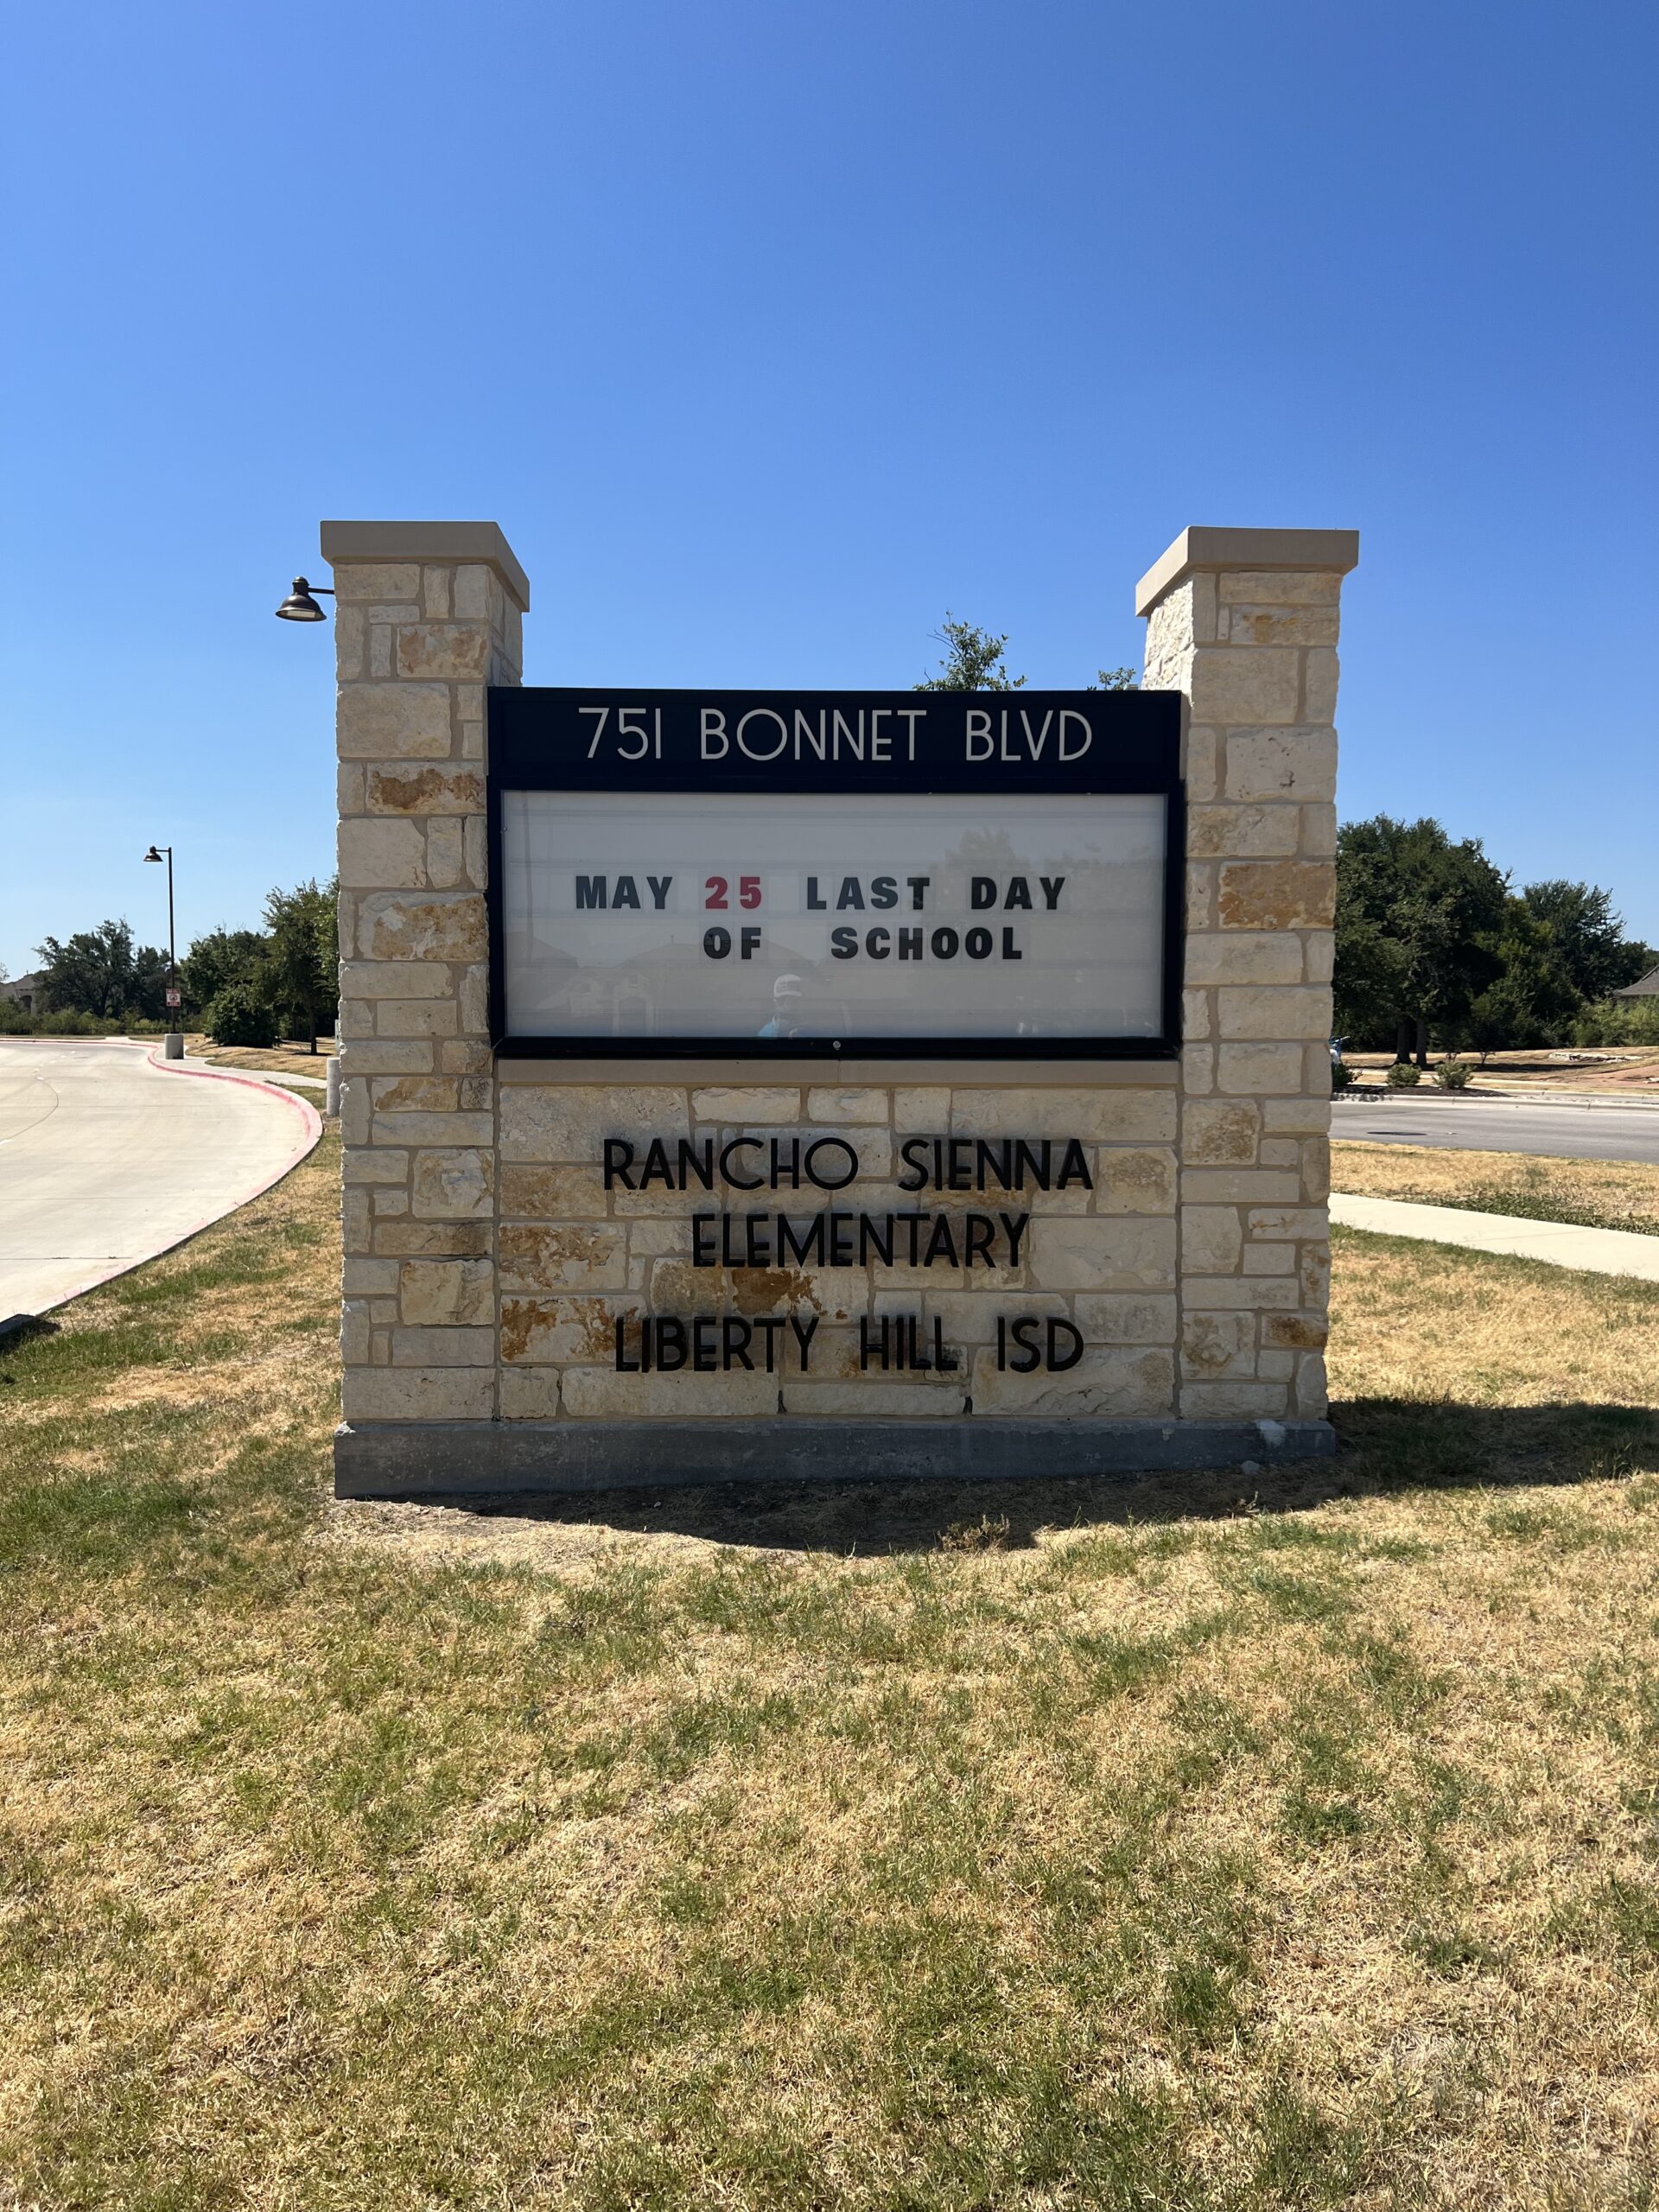 751 BONNET BLVD
MAY 25 LAST DAY
OF SCHOOL
RANCHO SIENNA
ELEMENTARY
LIBERTY HILL ISD